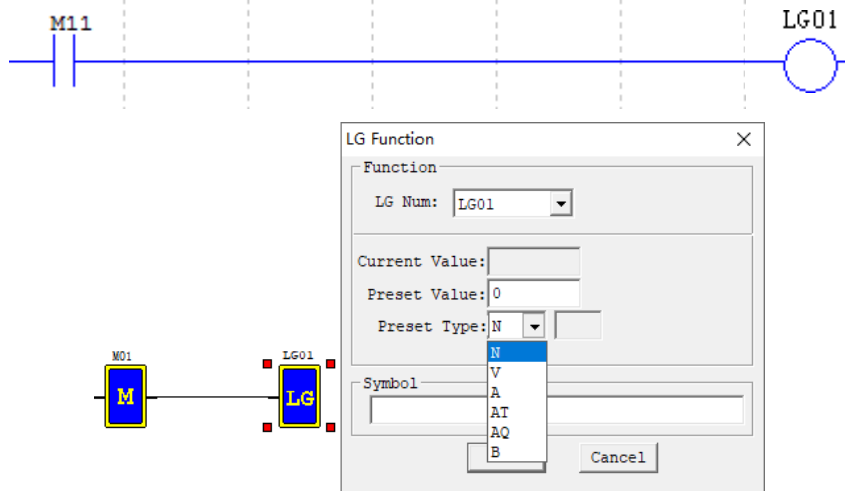 M11
LG01
LG Function
Function
LG Num: LG01
Current Value:
Preset Value: 0
Preset Type: N
N
V
A
AT
AQ
B
Symbol
Cancel
M01
M
LG01
LG